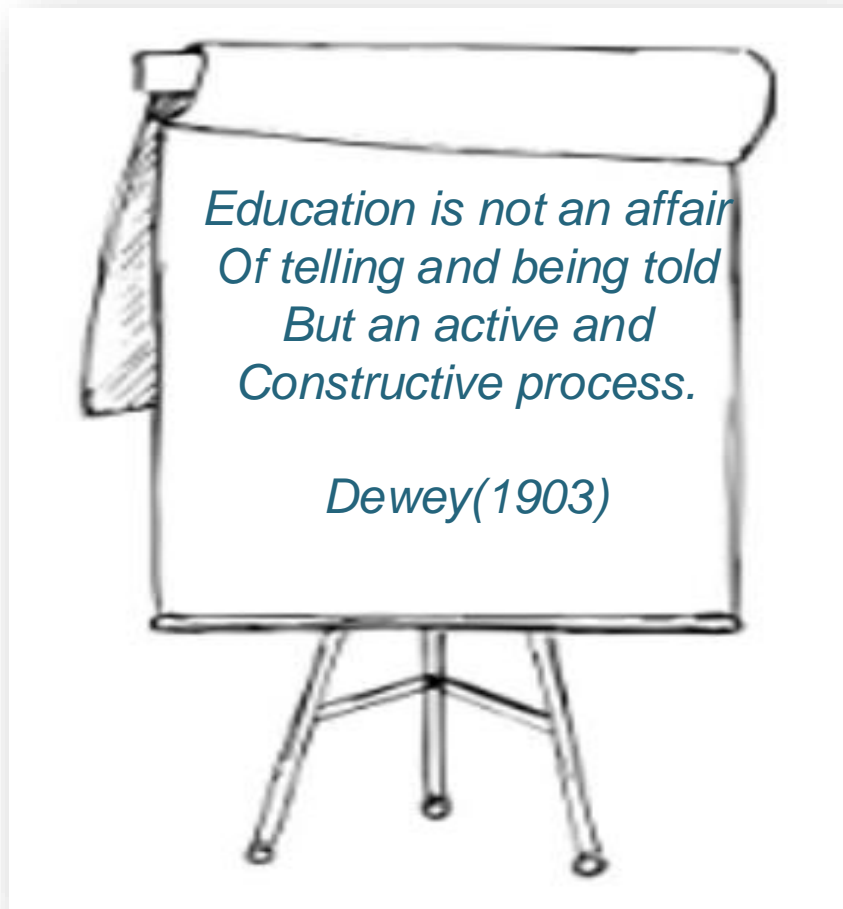 Education is not an affair
Of telling and being told
But an active and
Constructive process.
Dewey(1903)